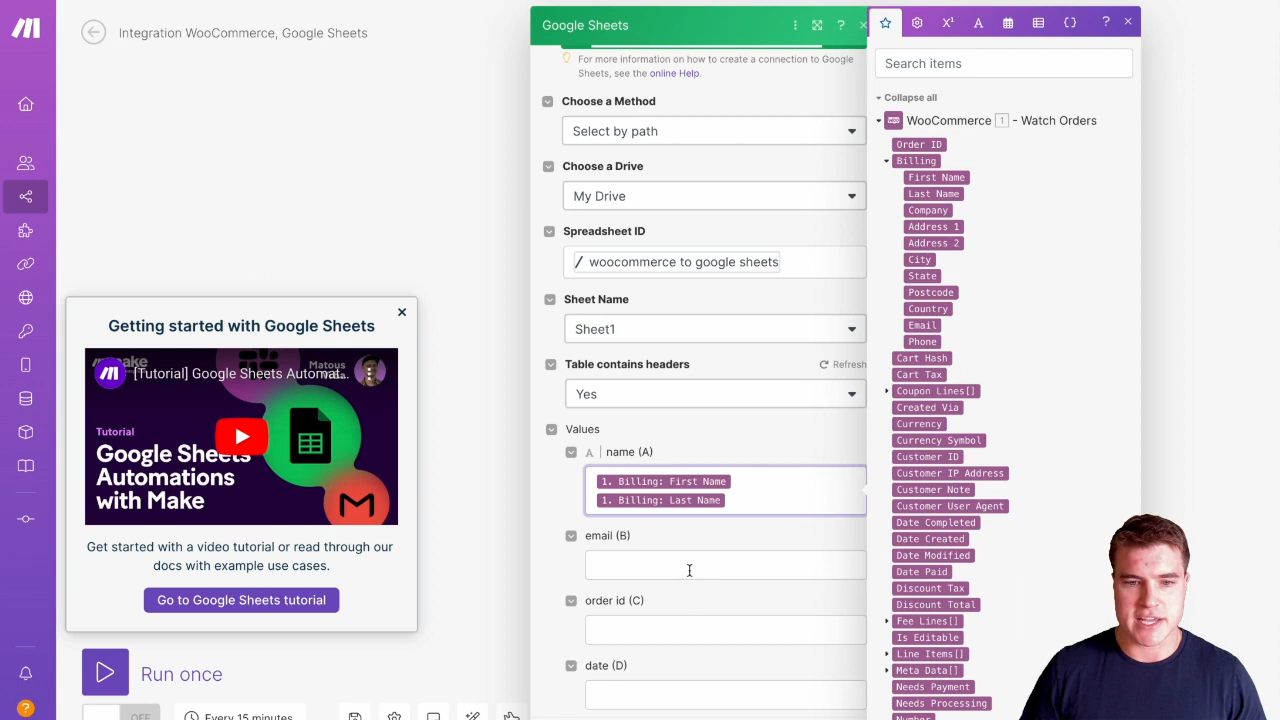 Integration WooCommerce, Google Sheets
Google Sheets
For more information on how to create a connection to Google
Sheets, see the online Help.
Choose a Method
Select by path
Choose a Drive
My Drive
Spreadsheet ID
/ woocommerce to google sheets
Sheet Name
Sheet1
Table contains headers
Refresh
Yes
Values
A | name (A)
1. Billing: First Name
1. Billing: Last Name
email (B)
order id (C)
date (D)
Search items
Collapse all
WooCommerce 1 - Watch Orders
Order ID
Billing
First Name
Last Name
Company
Address 1
Address 2
City
State
Postcode
Country
Email
Phone
Cart Hash
Cart Tax
Coupon Lines[]
Created Via
Currency
Currency Symbol
Customer ID
Customer IP Address
Customer Note
Customer User Agent
Date Completed
Date Created
Date Modified
Date Paid
Discount Tax
Discount Total
Fee Lines[]
Is Editable
Line Items[]
Meta Data[]
Needs Payment
Needs Processing
Number
Getting started with Google Sheets
make
Matous
[Tutorial] Google Sheets Automat...
Tutorial
Google Sheets
Automations
with Make
Get started with a video tutorial or read through our
docs with example use cases.
Go to Google Sheets tutorial
Run once
OFF
Every 15 minutes